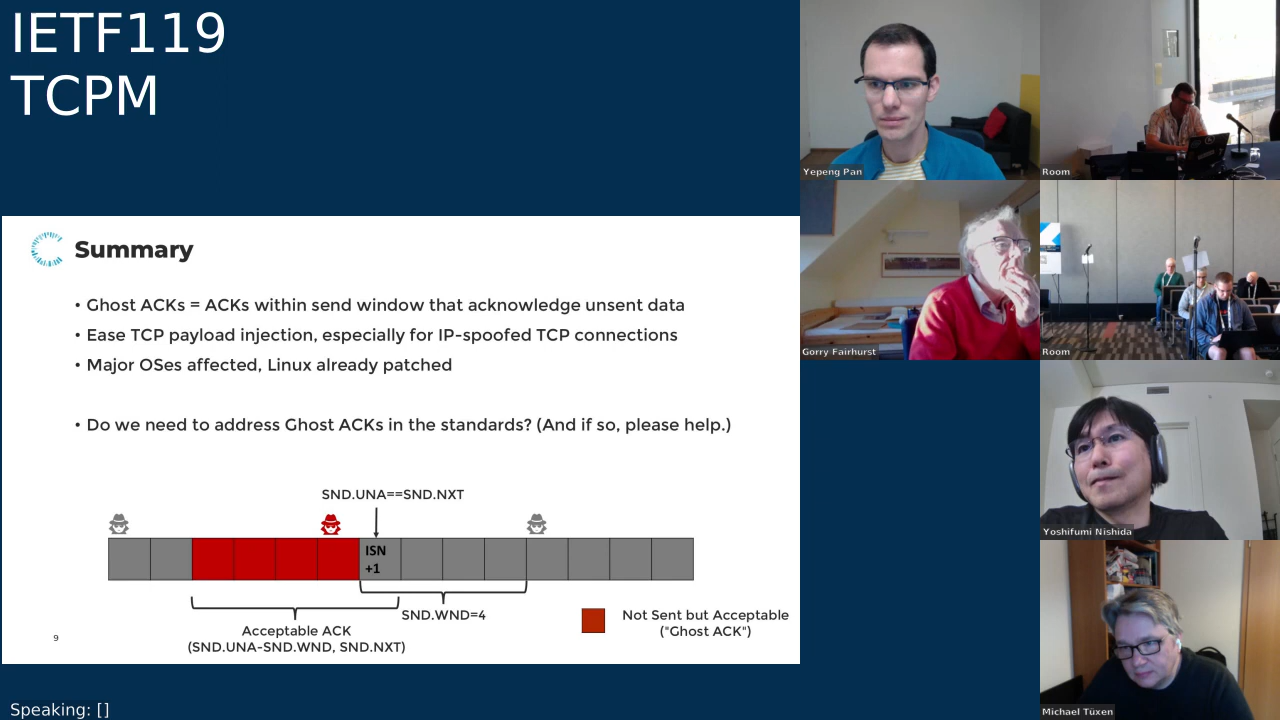 IETF119
TCPM
Yepeng Pan
Room
Gorry Fairhurst
Room
Yoshifumi Nishida
Michael Tüxen
Summary
• Ghost ACKs = ACKs within send window that acknowledge unsent data
• Ease TCP payload injection, especially for IP-spoofed TCP connections
• Major OSes affected, Linux already patched
• Do we need to address Ghost ACKs in the standards? (And if so, please help.)
SND.UNA==SND.NXT
ISN
+1
SND.WND=4
Acceptable ACK
(SND.UNA-SND.WND, SND.NXT)
Not Sent but Acceptable
("Ghost ACK")
9
Speaking: []